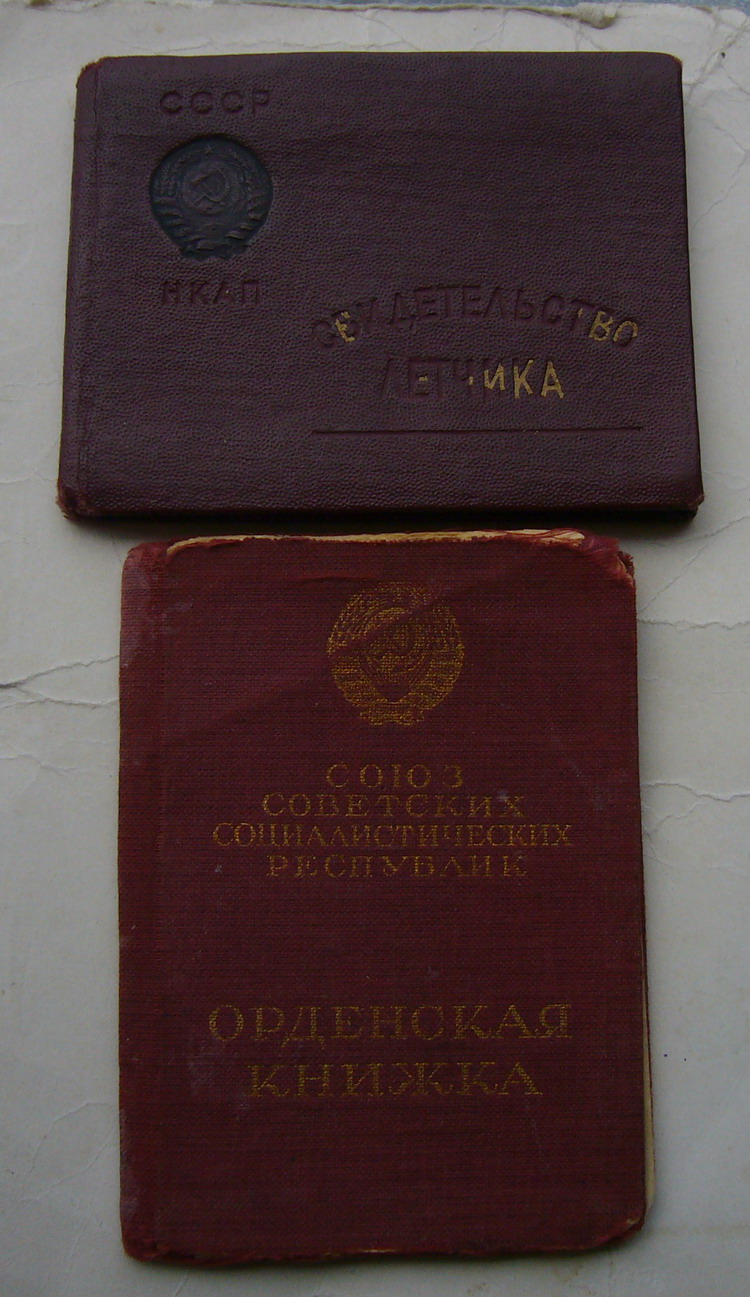 СССР
НКАП
СВИДЕТЕЛЬСТВО
ЛЕТЧИКА
СОЮЗ
СОВЕТСКИХ
СОЦИАЛИСТИЧЕСКИХ
РЕСПУБЛИК
ОРДЕНСКАЯ
КНИЖКА